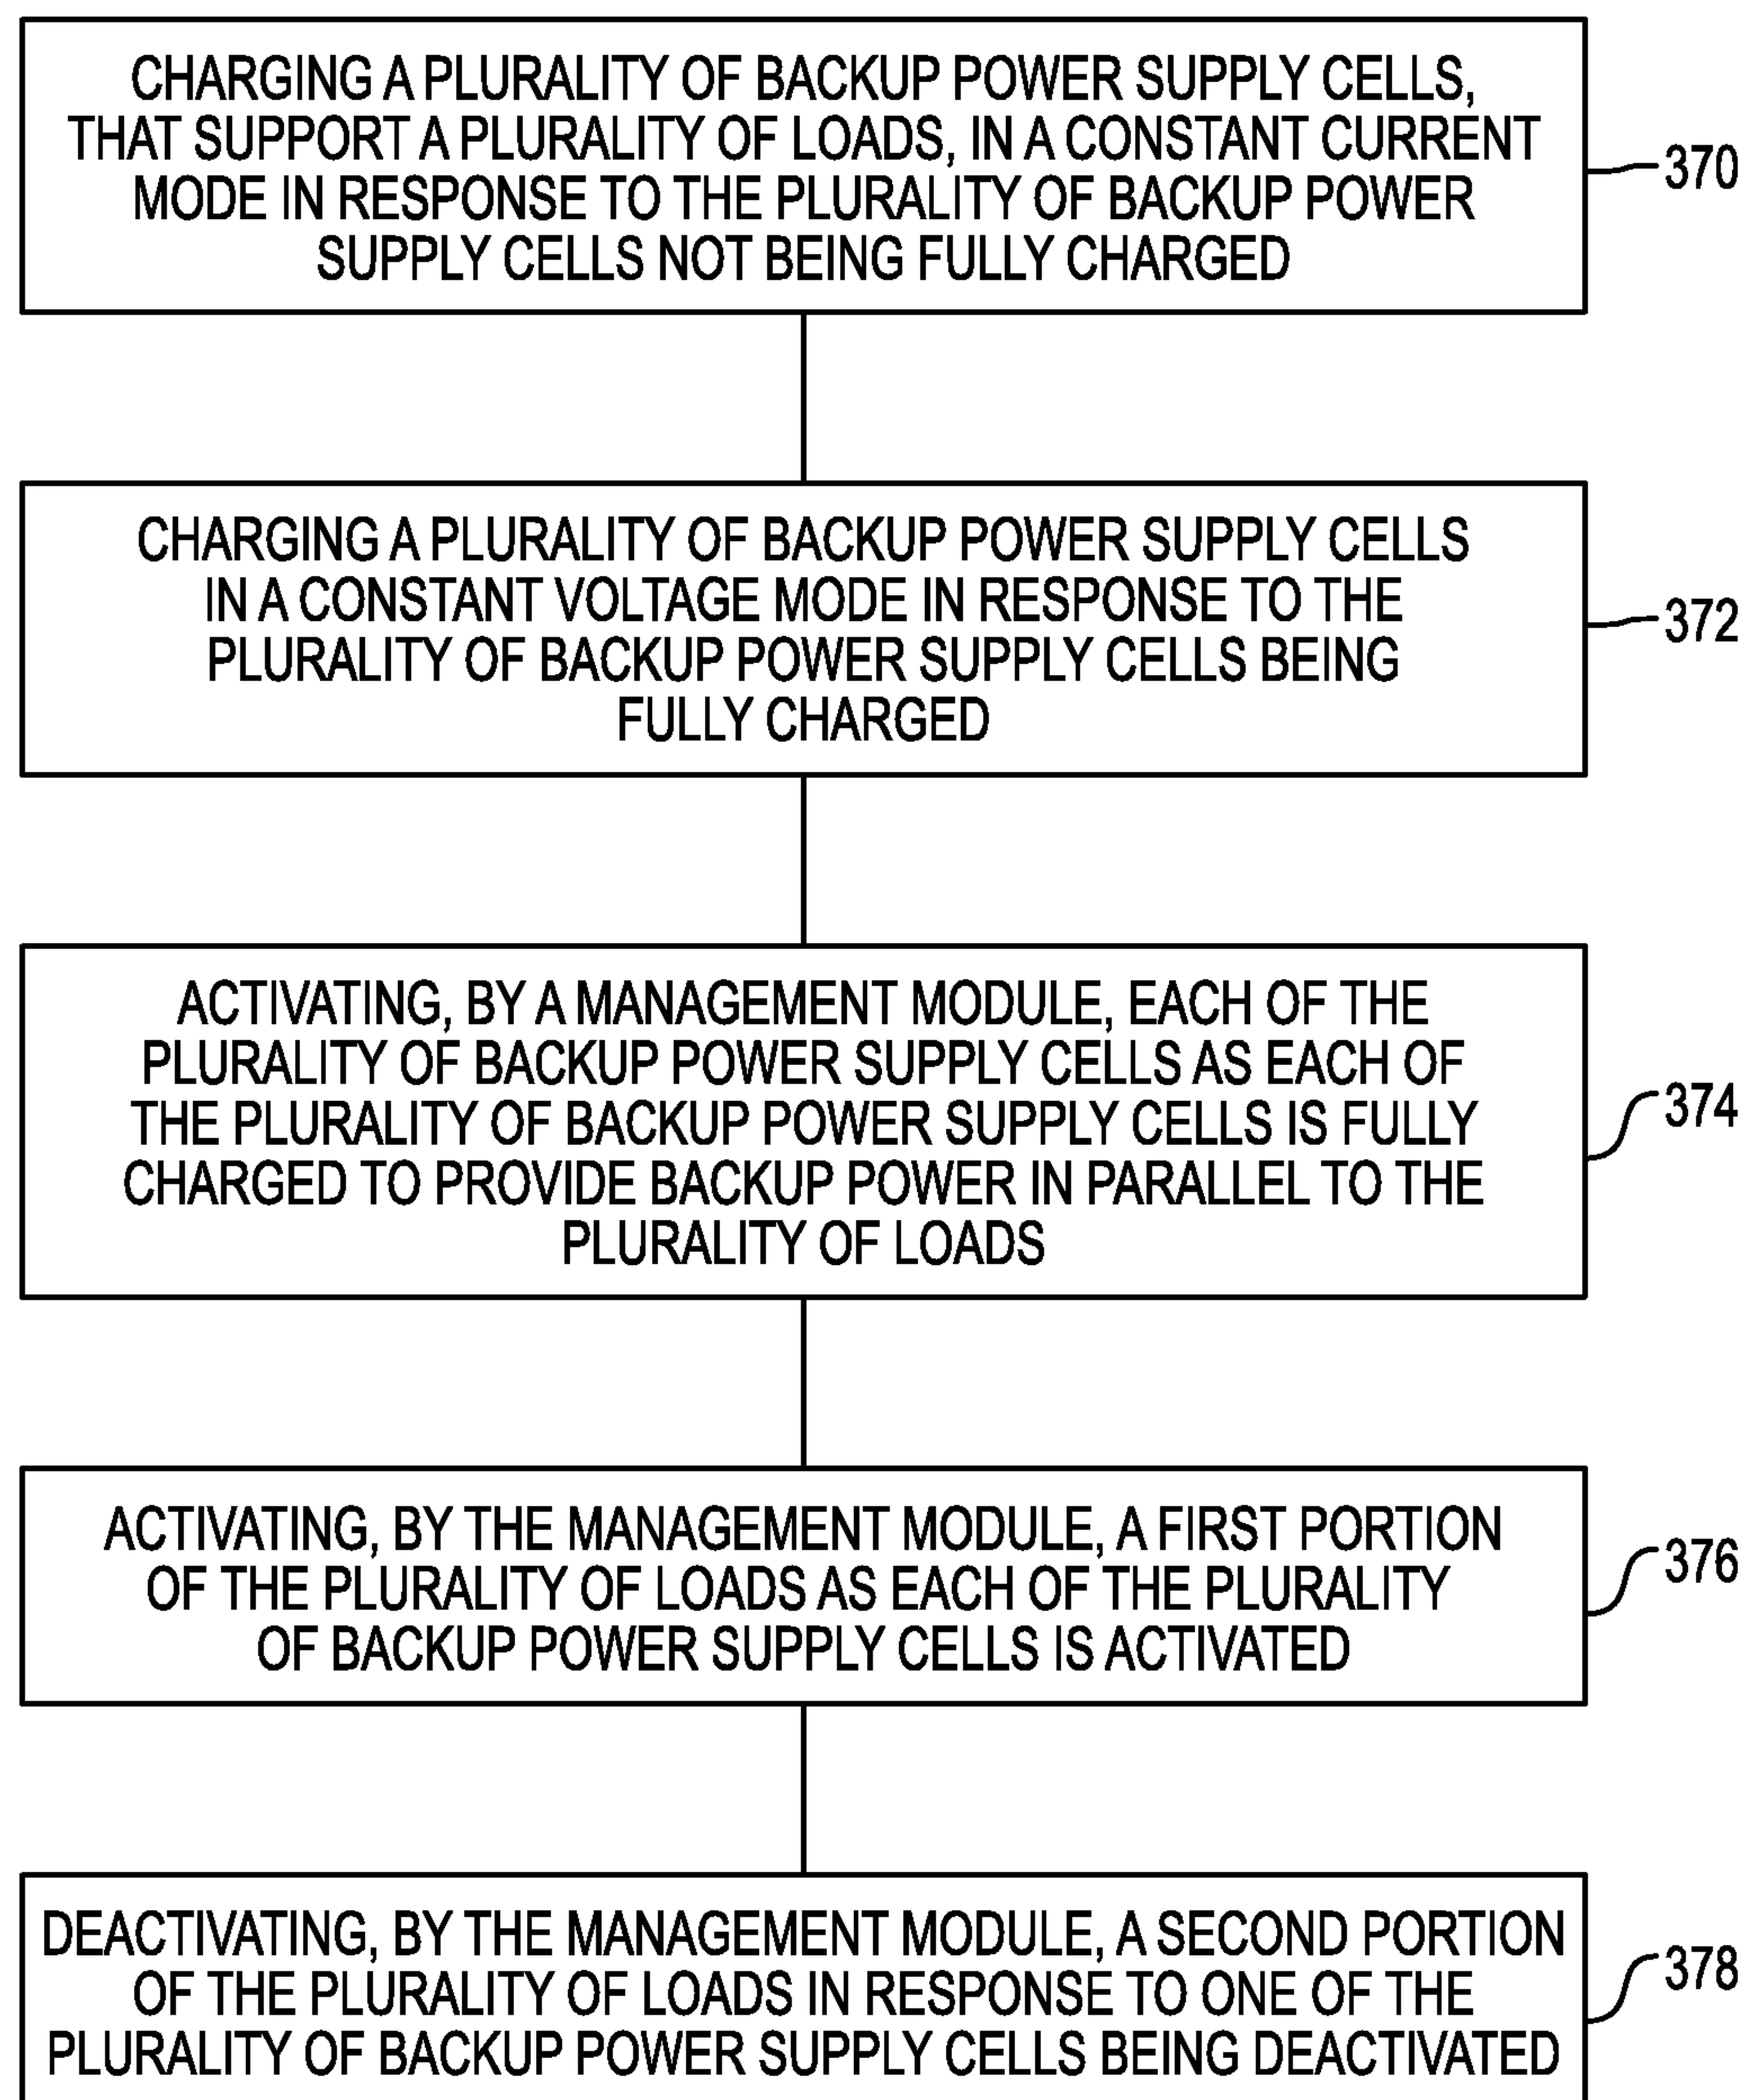 CHARGING A PLURALITY OF BACKUP POWER SUPPLY CELLS,
THAT SUPPORT A PLURALITY OF LOADS, IN A CONSTANT CURRENT
MODE IN RESPONSE TO THE PLURALITY OF BACKUP POWER
SUPPLY CELLS NOT BEING FULLY CHARGED
370
CHARGING A PLURALITY OF BACKUP POWER SUPPLY CELLS
IN A CONSTANT VOLTAGE MODE IN RESPONSE TO THE
PLURALITY OF BACKUP POWER SUPPLY CELLS BEING
FULLY CHARGED
372
ACTIVATING, BY A MANAGEMENT MODULE, EACH OF THE
PLURALITY OF BACKUP POWER SUPPLY CELLS AS EACH OF
THE PLURALITY OF BACKUP POWER SUPPLY CELLS IS FULLY
CHARGED TO PROVIDE BACKUP POWER IN PARALLEL TO THE
PLURALITY OF LOADS
374
ACTIVATING, BY THE MANAGEMENT MODULE, A FIRST PORTION
OF THE PLURALITY OF LOADS AS EACH OF THE PLURALITY
OF BACKUP POWER SUPPLY CELLS IS ACTIVATED
376
DEACTIVATING, BY THE MANAGEMENT MODULE, A SECOND PORTION
OF THE PLURALITY OF LOADS IN RESPONSE TO ONE OF THE
PLURALITY OF BACKUP POWER SUPPLY CELLS BEING DEACTIVATED
378